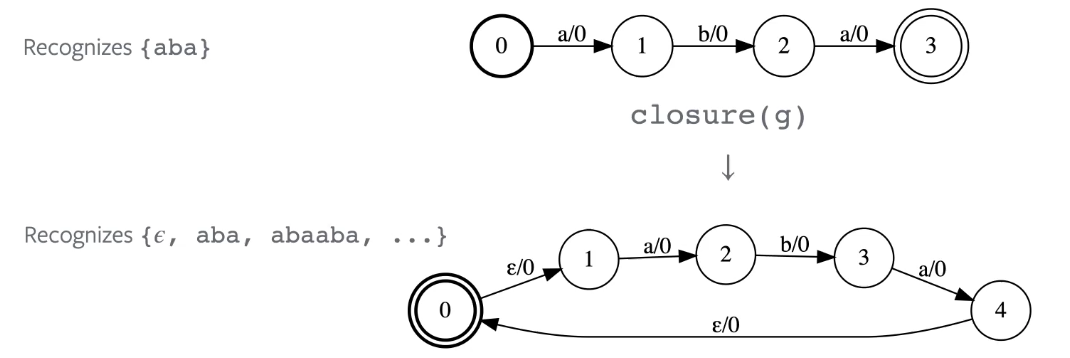 Recognizes {aba}
0 a/0 1 b/0 2 a/0 3
closure(g)
↓
Recognizes {ϵ, aba, abaaba, ...}
0 ε/0 1 a/0 2 b/0 3 a/0 4
ε/0